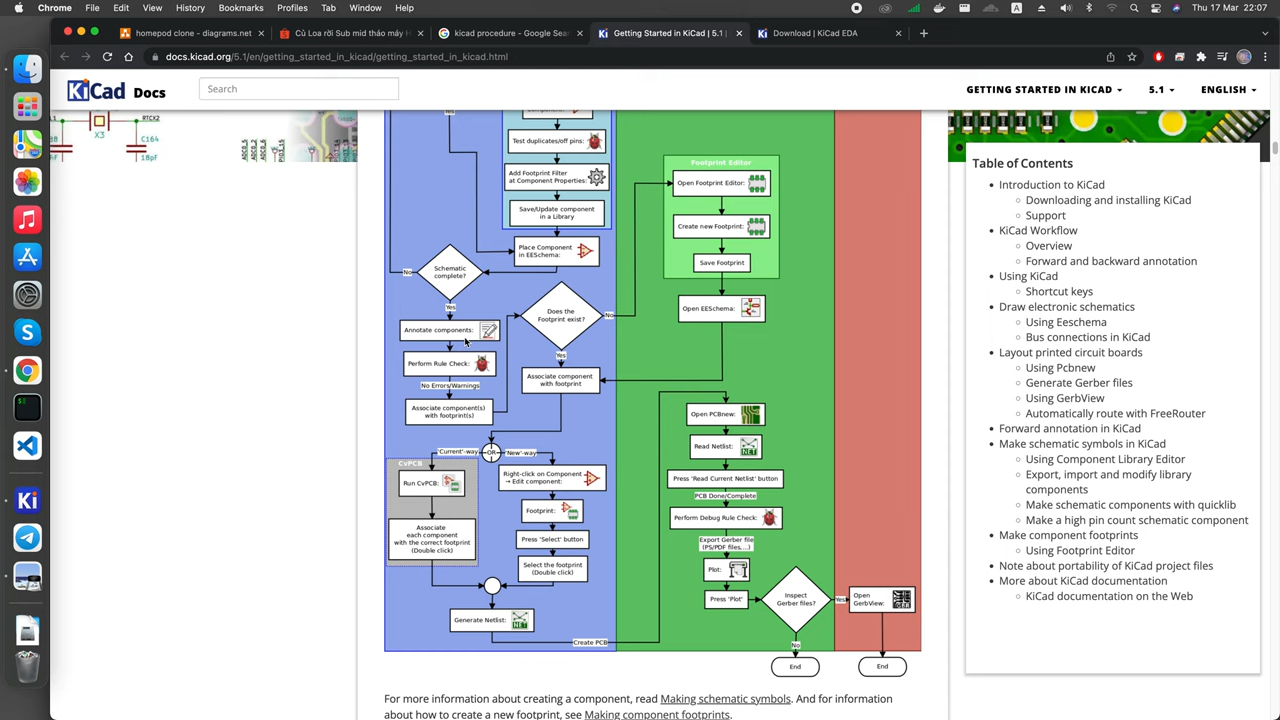 Chrome File Edit View History Bookmarks Profiles Tab Window Help
Thu 17 Mar 22:07
homepod clone - diagrams.net
Củ Loa rời Sub mid tháo máy H
kicad procedure - Google Sea
Getting Started in KiCad | 5.1 |
Download | KiCad EDA
docs.kicad.org/5.1/en/getting_started_in_kicad/getting_started_in_kicad.html
KiCad Docs
Search
GETTING STARTED IN KICAD
5.1
ENGLISH
X3
RTCX2
C164
18pF
Test duplicates/off pins:
Add Footprint Filter
at Component Properties:
Save/Update component
in a Library
Place Component
in EESchema:
Schematic
complete?
No
Yes
Annotate components:
Perform Rule Check:
No Errors/Warnings
Associate component(s)
with footprint(s)
Does the
Footprint exist?
No
Yes
Associate component
with footprint
'Current'-way
OR
'New'-way
CvPCB
Run CvPCB:
Associate
each component
with the correct footprint
(Double click)
Right-click on Component
→ Edit component:
Footprint:
Press 'Select' button
Select the footprint
(Double click)
Generate Netlist:
NET
Create PCB
Footprint Editor
Open Footprint Editor:
Create new Footprint:
Save Footprint
Open EESchema:
Open PCBnew:
Read Netlist:
NET
Press 'Read Current Netlist' button
PCB Done/Complete
Perform Debug Rule Check:
Export Gerber file
(PS/PDF files,...)
Plot:
Press 'Plot'
Inspect
Gerber files?
Yes
No
Open
GerbView:
End
End
For more information about creating a component, read Making schematic symbols. And for information
about how to create a new footprint, see Making component footprints.
Table of Contents
Introduction to KiCad
Downloading and installing KiCad
Support
KiCad Workflow
Overview
Forward and backward annotation
Using KiCad
Shortcut keys
Draw electronic schematics
Using Eeschema
Bus connections in KiCad
Layout printed circuit boards
Using Pcbnew
Generate Gerber files
Using GerbView
Automatically route with FreeRouter
Forward annotation in KiCad
Make schematic symbols in KiCad
Using Component Library Editor
Export, import and modify library
components
Make schematic components with quicklib
Make a high pin count schematic component
Make component footprints
Using Footprint Editor
Note about portability of KiCad project files
More about KiCad documentation
KiCad documentation on the Web